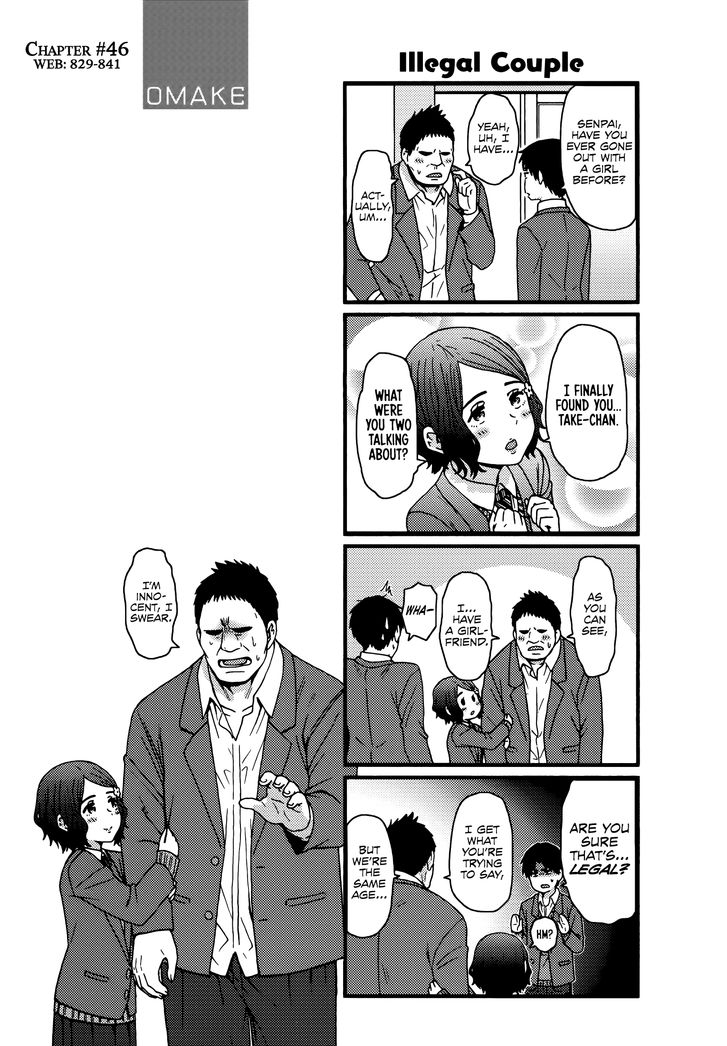 CHAPTER #46
WEB: 829-841
OMAKE
Illegal Couple
SENPAI,
HAVE YOU
EVER GONE
OUT WITH
A GIRL
BEFORE?
YEAH,
UH, I
HAVE...
ACT-
UALLY,
UM...
I FINALLY
FOUND YOU...
TAKE-CHAN.
WHAT
WERE
YOU TWO
TALKING
ABOUT?
AS
YOU
CAN
SEE,
I...
HAVE
A GIRL-
FRIEND.
WHA-
ARE YOU
SURE
THAT'S...
LEGAL?
HM?
I GET
WHAT
YOU'RE
TRYING
TO SAY,
BUT
WE'RE
THE
SAME
AGE...
I'M
INNO-
CENT, I
SWEAR.